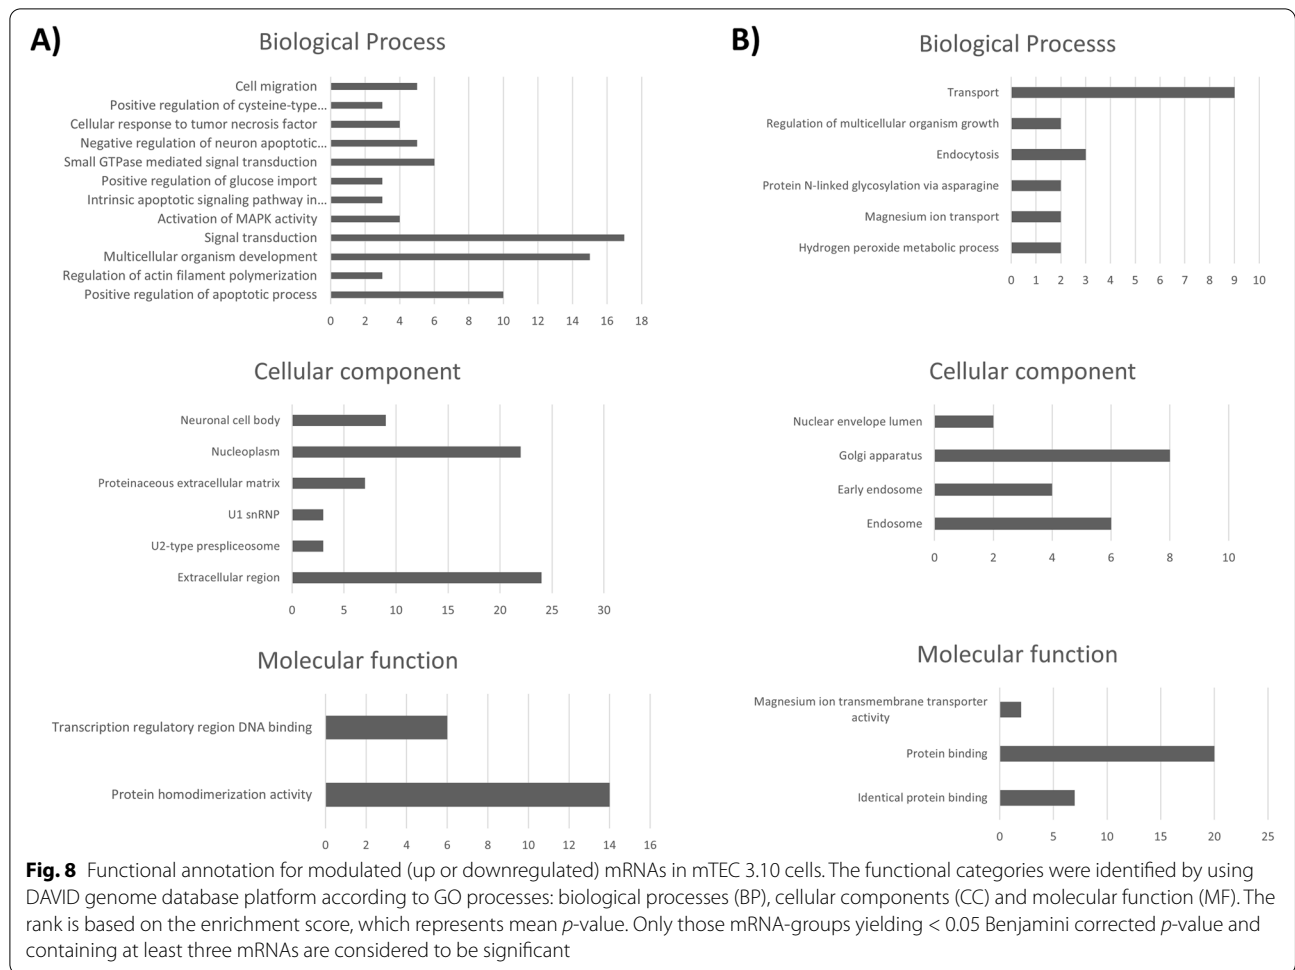 A)
Biological Process
Cell migration
Positive regulation of cysteine-type...
Cellular response to tumor necrosis factor
Negative regulation of neuron apoptotic...
Small GTPase mediated signal transduction
Positive regulation of glucose import
Intrinsic apoptotic signaling pathway in...
Activation of MAPK activity
Signal transduction
Multicellular organism development
Regulation of actin filament polymerization
Positive regulation of apoptotic process
0 2 4 6 8 10 12 14 16 18
Cellular component
Neuronal cell body
Nucleoplasm
Proteinaceous extracellular matrix
U1 snRNP
U2-type prespliceosome
Extracellular region
0 5 10 15 20 25 30
Molecular function
Transcription regulatory region DNA binding
Protein homodimerization activity
0 2 4 6 8 10 12 14 16
B)
Biological Processs
Transport
Regulation of multicellular organism growth
Endocytosis
Protein N-linked glycosylation via asparagine
Magnesium ion transport
Hydrogen peroxide metabolic process
0 1 2 3 4 5 6 7 8 9 10
Cellular component
Nuclear envelope lumen
Golgi apparatus
Early endosome
Endosome
0 2 4 6 8 10
Molecular function
Magnesium ion transmembrane transporter
activity
Protein binding
Identical protein binding
0 5 10 15 20 25
Fig. 8 Functional annotation for modulated (up or downregulated) mRNAs in mTEC 3.10 cells. The functional categories were identified by using
DAVID genome database platform according to GO processes: biological processes (BP), cellular components (CC) and molecular function (MF). The
rank is based on the enrichment score, which represents mean p-value. Only those mRNA-groups yielding < 0.05 Benjamini corrected p-value and
containing at least three mRNAs are considered to be significant